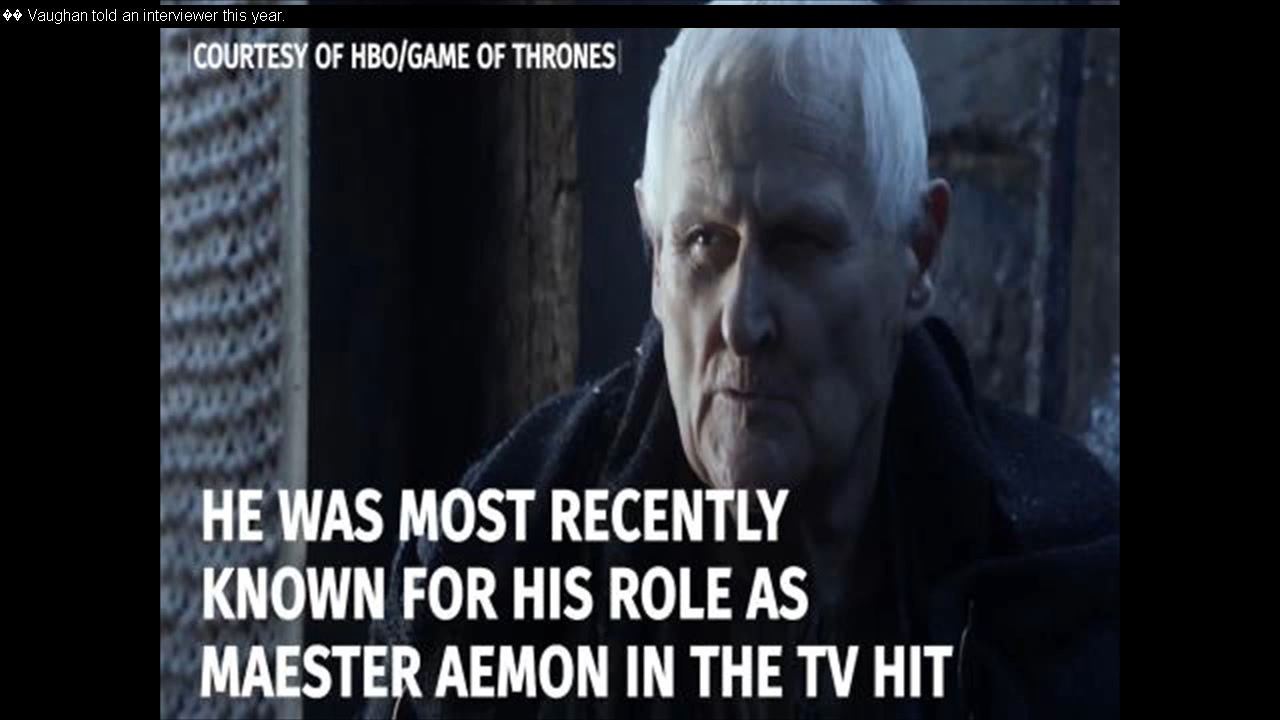 �� Vaughan told an interviewer this year.
COURTESY OF HBO/GAME OF THRONES
HE WAS MOST RECENTLY
KNOWN FOR HIS ROLE AS
MAESTER AEMON IN THE TV HIT